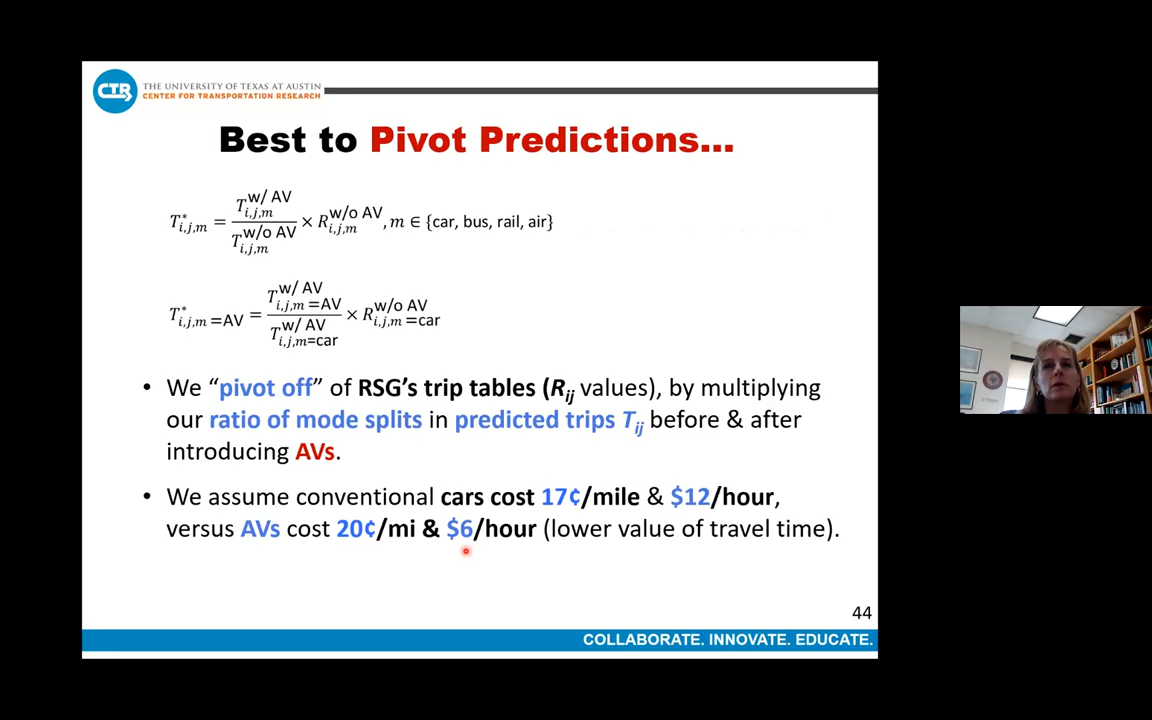 CTR THE UNIVERSITY OF TEXAS AT AUSTIN
CENTER FOR TRANSPORTATION RESEARCH
Best to Pivot Predictions...
T*i,j,m = T^w/ AV i,j,m / T^w/o AV i,j,m × R^w/o AV i,j,m , m ∈ {car, bus, rail, air}
T*i,j,m =AV = T^w/ AV i,j,m =AV / T^w/ AV i,j,m=car × R^w/o AV i,j,m =car
• We “pivot off” of RSG’s trip tables (Rij values), by multiplying
our ratio of mode splits in predicted trips Tij before & after
introducing AVs.
• We assume conventional cars cost 17¢/mile & $12/hour,
versus AVs cost 20¢/mi & $6/hour (lower value of travel time).
44
COLLABORATE. INNOVATE. EDUCATE.